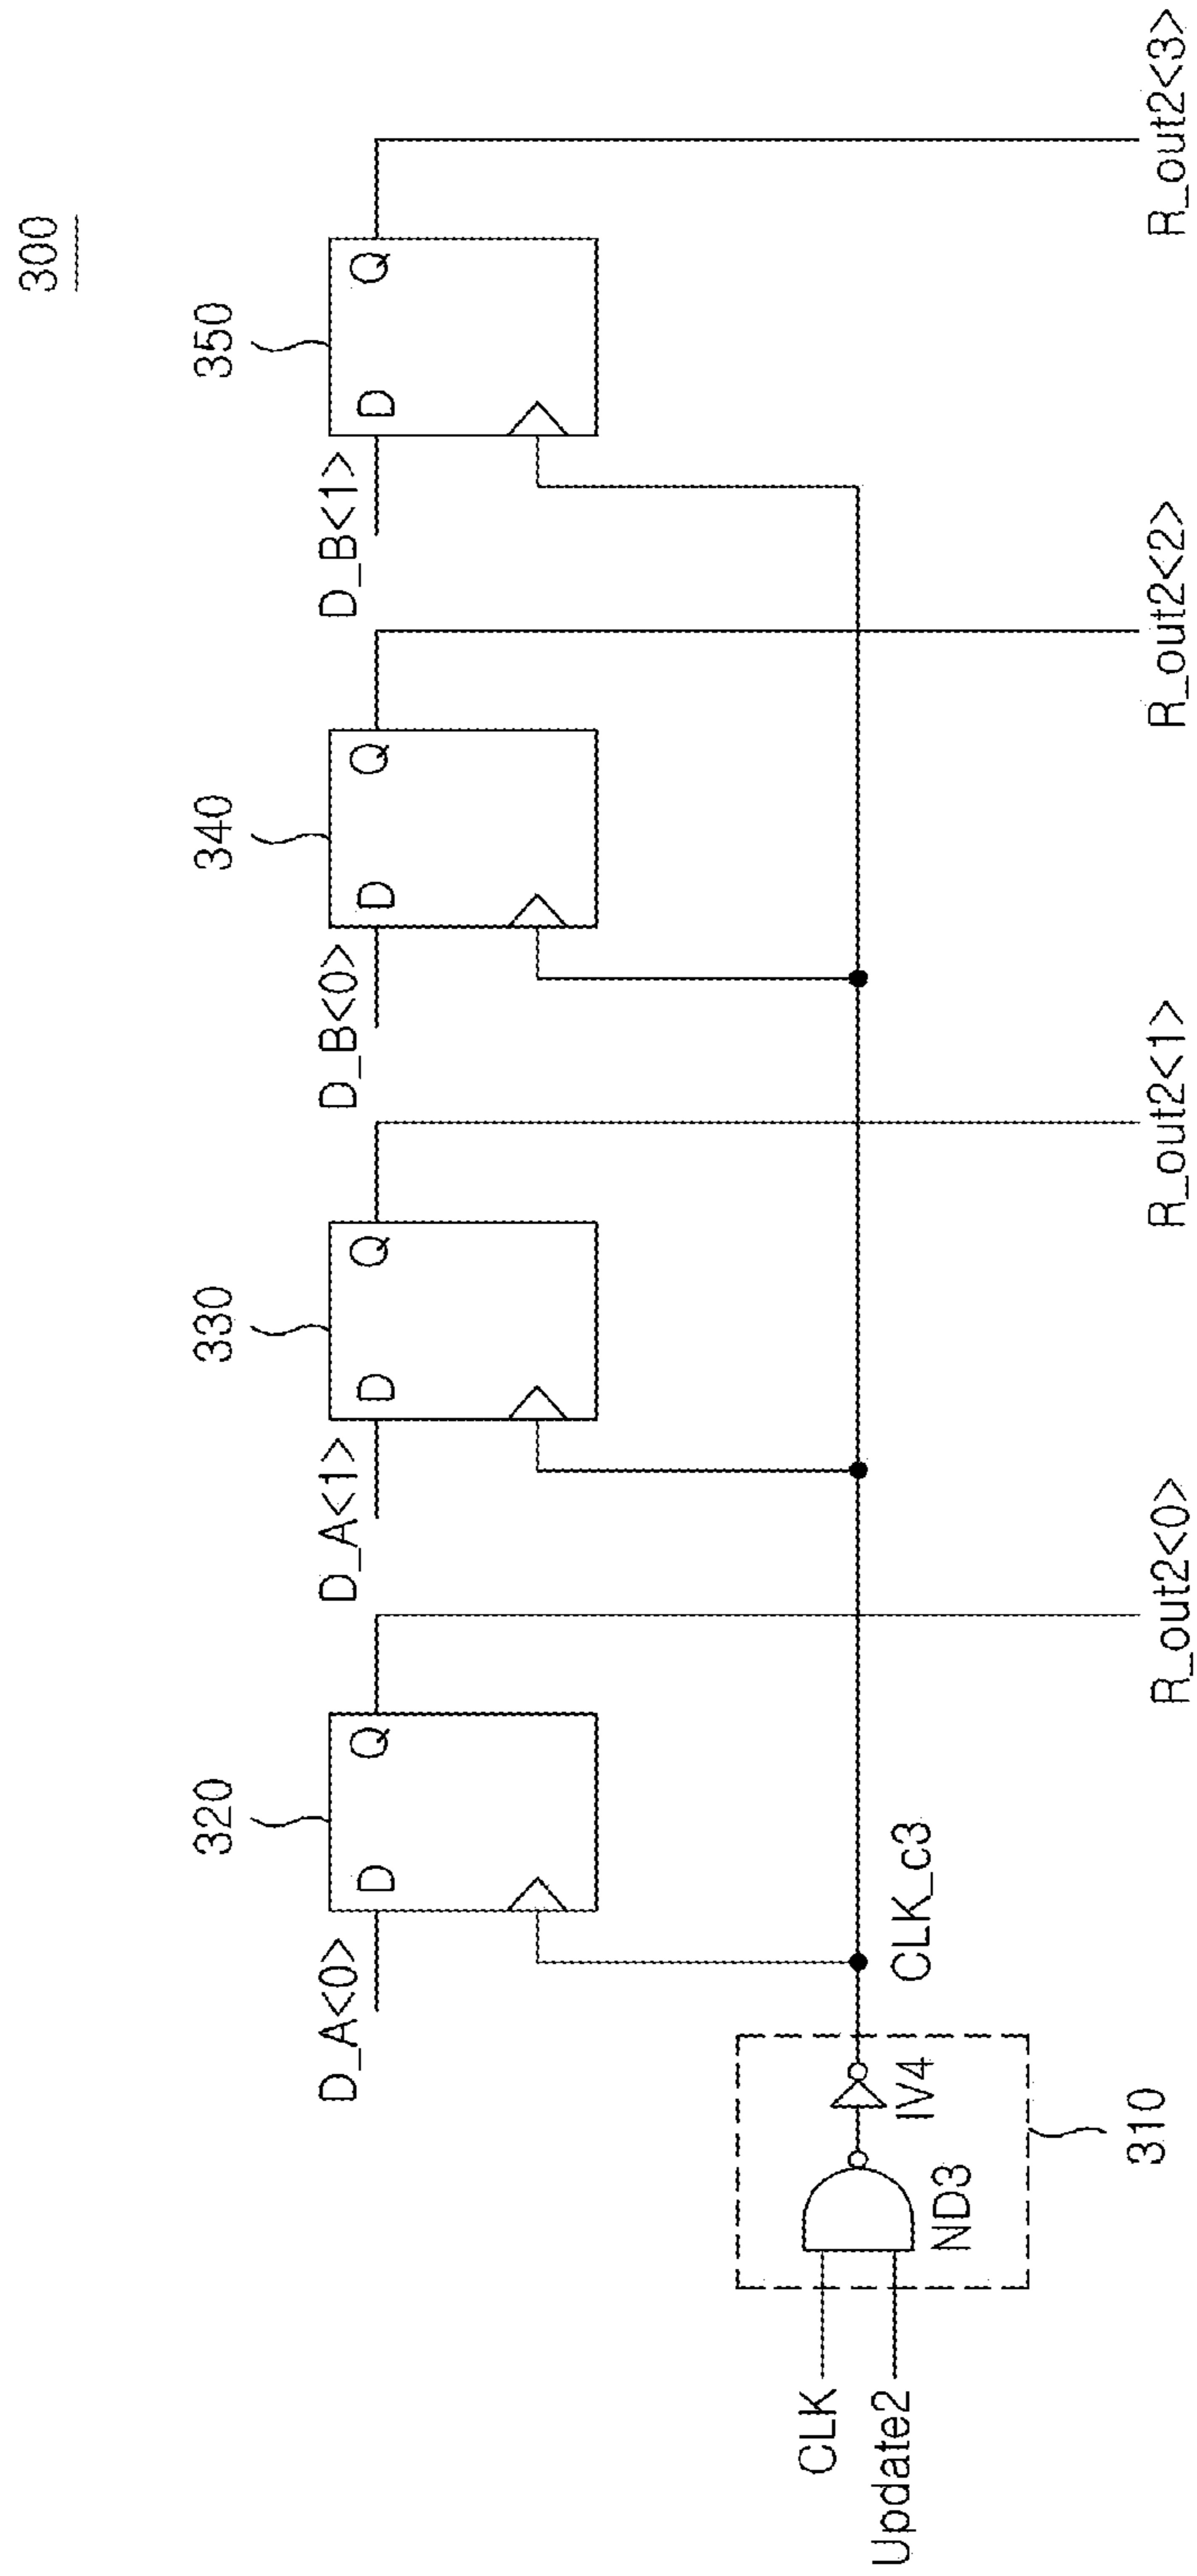 300
320
330
340
350
D_A<0>
D Q
D_A<1>
D Q
D_B<0>
D Q
D_B<1>
D Q
CLK
Update2
ND3
IV4
CLK_c3
310
R_out2<0>
R_out2<1>
R_out2<2>
R_out2<3>